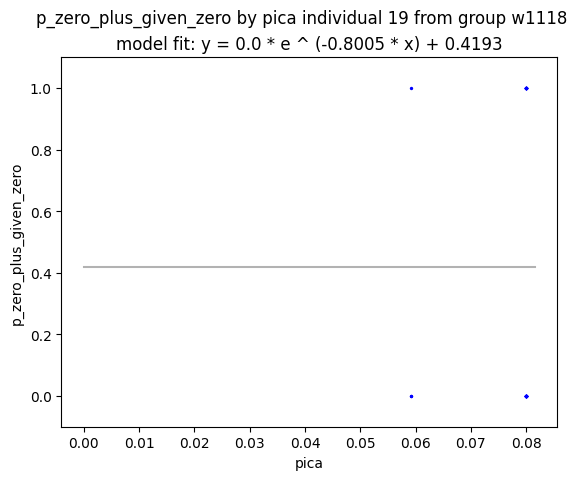 p_zero_plus_given_zero by pica individual 19 from group w1118
model fit: y = 0.0 * e ^ (-0.8005 * x) + 0.4193
1.0
0.8
0.6
0.4
0.2
0.0
p_zero_plus_given_zero
0.00 0.01 0.02 0.03 0.04 0.05 0.06 0.07 0.08
pica